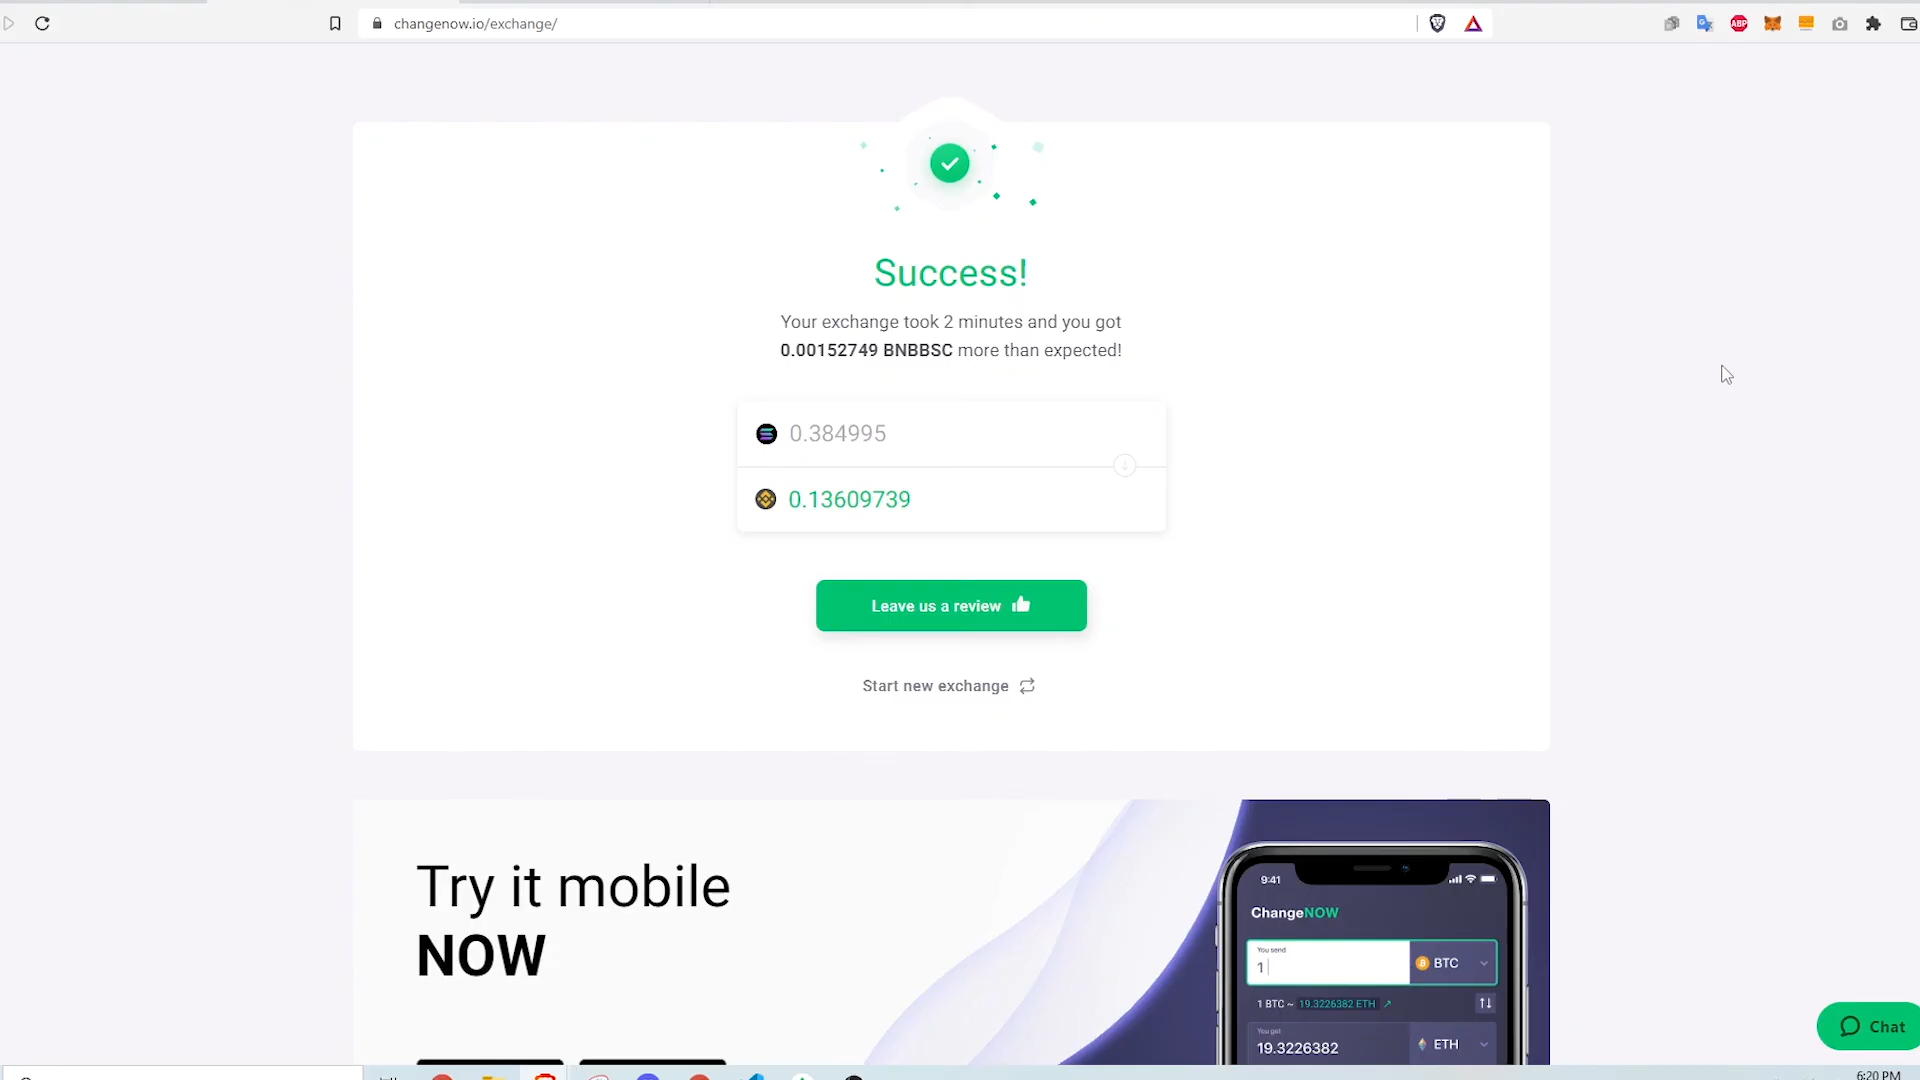 changenow.io/exchange/
ABP
Success!
Your exchange took 2 minutes and you got
0.00152749 BNBBSC more than expected!
0.384995
0.13609739
Leave us a review
Start new exchange
Try it mobile
NOW
9:41
ChangeNOW
You send
1
BTC
1 BTC ~ 19.3226382 ETH
You get
19.3226382
ETH
Chat
6:20 PM